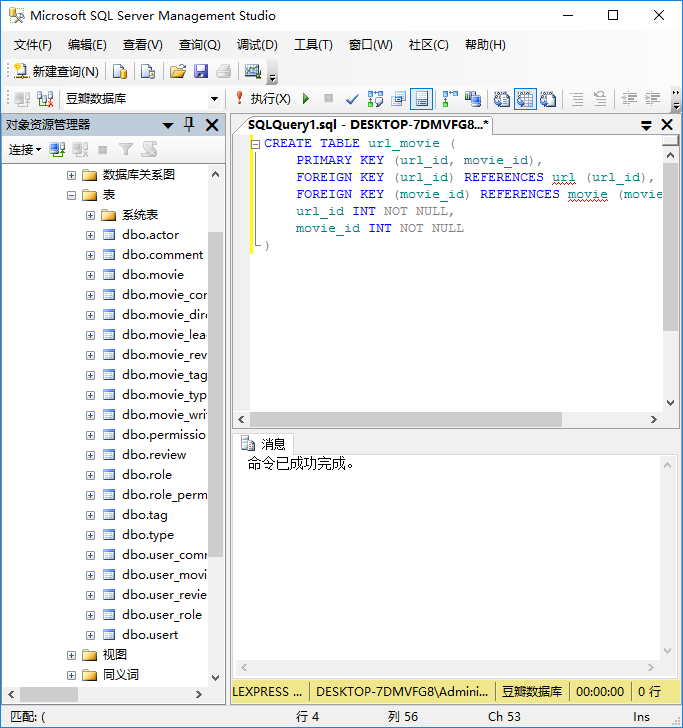 Microsoft SQL Server Management Studio
文件(F) 编辑(E) 查看(V) 查询(Q) 调试(D) 工具(T) 窗口(W) 社区(C) 帮助(H)
新建查询(N)
豆瓣数据库 执行(X)
对象资源管理器
连接
数据库关系图
表
系统表
dbo.actor
dbo.comment
dbo.movie
dbo.movie_cor
dbo.movie_dire
dbo.movie_lea
dbo.movie_rev
dbo.movie_tag
dbo.movie_typ
dbo.movie_writ
dbo.permissio
dbo.review
dbo.role
dbo.role_perm
dbo.tag
dbo.type
dbo.user_comm
dbo.user_movi
dbo.user_revie
dbo.user_role
dbo.usert
视图
同义词
SQLQuery1.sql - DESKTOP-7DMVFG8...*
CREATE TABLE url_movie (
PRIMARY KEY (url_id, movie_id),
FOREIGN KEY (url_id) REFERENCES url (url_id),
FOREIGN KEY (movie_id) REFERENCES movie (movie
url_id INT NOT NULL,
movie_id INT NOT NULL
)
消息
命令已成功完成。
LEXPRESS ... DESKTOP-7DMVFG8\Admini... 豆瓣数据库 00:00:00 0 行
匹配: ( 行 4 列 56 Ch 53 Ins